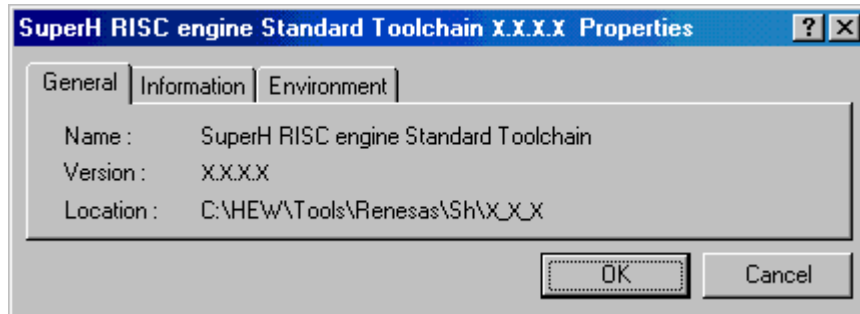 SuperH RISC engine Standard Toolchain X.X.X.X Properties
General Information Environment
Name : SuperH RISC engine Standard Toolchain
Version : X.X.X.X
Location : C:\HEW\Tools\Renesas\Sh\X_X_X
OK Cancel